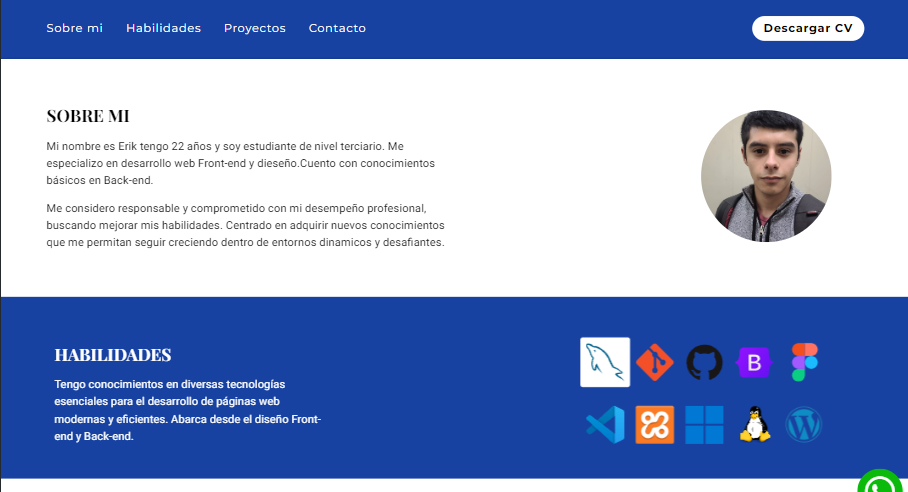 Sobre mi Habilidades Proyectos Contacto Descargar CV
SOBRE MI
Mi nombre es Erik tengo 22 años y soy estudiante de nivel terciario. Me
especializo en desarrollo web Front-end y dieseño.Cuento con conocimientos
básicos en Back-end.
Me considero responsable y comprometido con mi desempeño profesional,
buscando mejorar mis habilidades. Centrado en adquirir nuevos conocimientos
que me permitan seguir creciendo dentro de entornos dinamicos y desafiantes.
HABILIDADES
Tengo conocimientos en diversas tecnologías
esenciales para el desarrollo de páginas web
modernas y eficientes. Abarca desde el diseño Front-
end y Back-end.
B